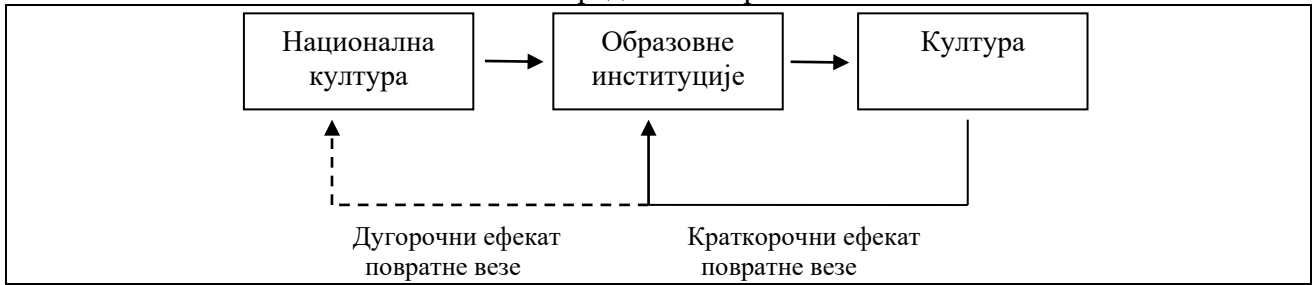 Национална
култура
Образовне
институције
Култура
Дугорочни ефекат
повратне везе
Краткорочни ефекат
повратне везе